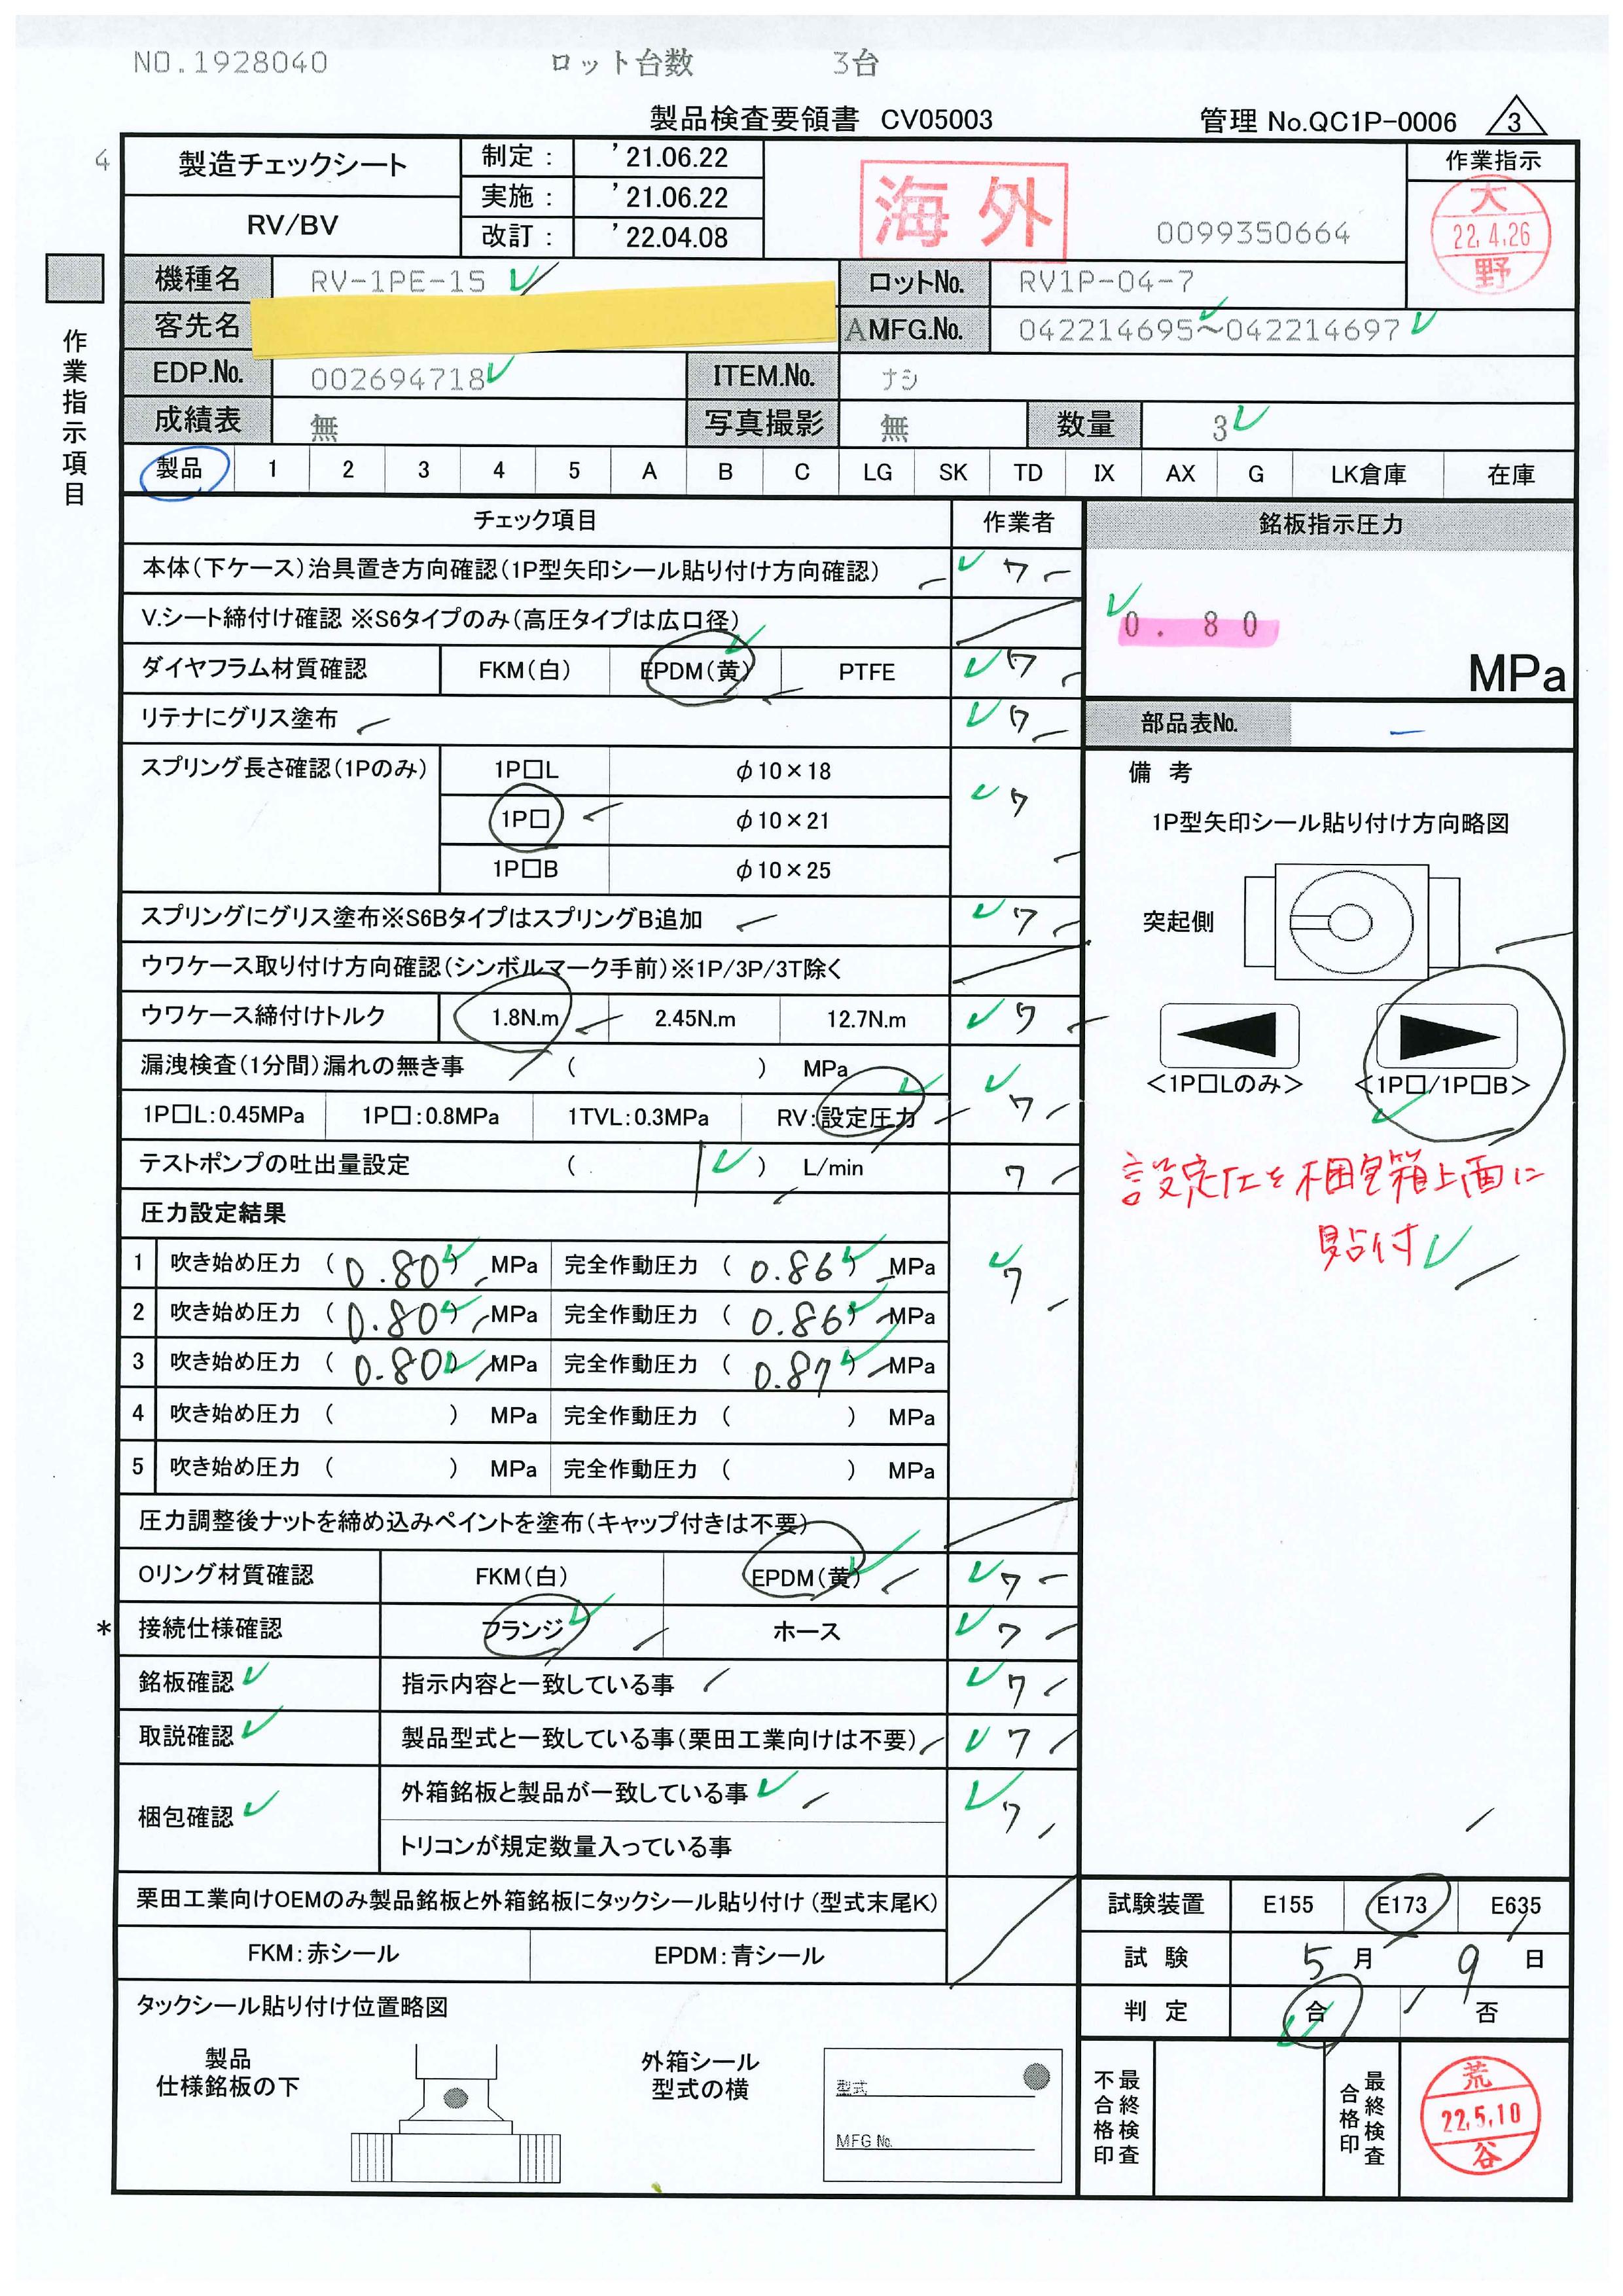 NO.1928040 ロット台数 3台
製品検査要領書 CV05003 管理 No.QC1P-0006 3
4
製造チェックシート
RV/BV
制定： ’21.06.22
実施： ’21.06.22
改訂： ’22.04.08
海外
0099350664
作業指示
大
22.4.26
野
作業指示項目
機種名 RV-1PE-15 ロットNo. RV1P-04-7
客先名 AMFG.No. 042214695〜042214697
EDP.No. 002694718 ITEM.No. ナシ
成績表 無 写真撮影 無 数量 3
製品 1 2 3 4 5 A B C LG SK TD IX AX G LK倉庫 在庫
チェック項目 作業者 銘板指示圧力
本体(下ケース)治具置き方向確認(1P型矢印シール貼り付け方向確認) ワ
V.シート締付け確認 ※S6タイプのみ(高圧タイプは広口径)
0.80
MPa
ダイヤフラム材質確認 FKM(白) EPDM(黄) PTFE ワ
リテナにグリス塗布 ワ
部品表No. ー
スプリング長さ確認(1Pのみ) 1P□L φ10×18
1P□ φ10×21 ワ
1P□B φ10×25
備 考
1P型矢印シール貼り付け方向略図
突起側
<1P□Lのみ> <1P□/1P□B>
設定圧を梱包箱上面に
貼付
スプリングにグリス塗布※S6Bタイプはスプリング B追加 ワ
ウワケース取り付け方向確認(シンボルマーク手前)※1P/3P/3T除く
ウワケース締付けトルク 1.8N.m 2.45N.m 12.7N.m ワ
漏洩検査(1分間)漏れの無き事 ( ) MPa
1P□L:0.45MPa 1P□:0.8MPa 1TVL:0.3MPa RV:設定圧力 ワ
テストポンプの吐出量設定 ( 1 ) L/min ワ
圧力設定結果
1 吹き始め圧力 ( 0.80 ) MPa 完全作動圧力 ( 0.86 ) MPa ワ
2 吹き始め圧力 ( 0.80 ) MPa 完全作動圧力 ( 0.86 ) MPa
3 吹き始め圧力 ( 0.80 ) MPa 完全作動圧力 ( 0.87 ) MPa
4 吹き始め圧力 ( ) MPa 完全作動圧力 ( ) MPa
5 吹き始め圧力 ( ) MPa 完全作動圧力 ( ) MPa
圧力調整後ナットを締め込みペイントを塗布(キャップ付きは不要)
Oリング材質確認 FKM(白) EPDM(黄) ワ
* 接続仕様確認 フランジ ホース ワ
銘板確認 指示内容と一致している事 ワ
取説確認 製品型式と一致している事(栗田工業向けは不要) ワ
梱包確認 外箱銘板と製品が一致している事 ワ
トリコンが規定数量入っている事
栗田工業向けOEMのみ製品銘板と外箱銘板にタックシール貼り付け(型式末尾K)
FKM:赤シール EPDM:青シール
試験装置 E155 E173 E635
試 験 5 月 9 日
判 定 合 否
タックシール貼り付け位置略図
製品
仕様銘板の下
外箱シール
型式の横
型式
MFG No.
最終検査不合格印
最終検査合格印
荒
22.5.10
谷